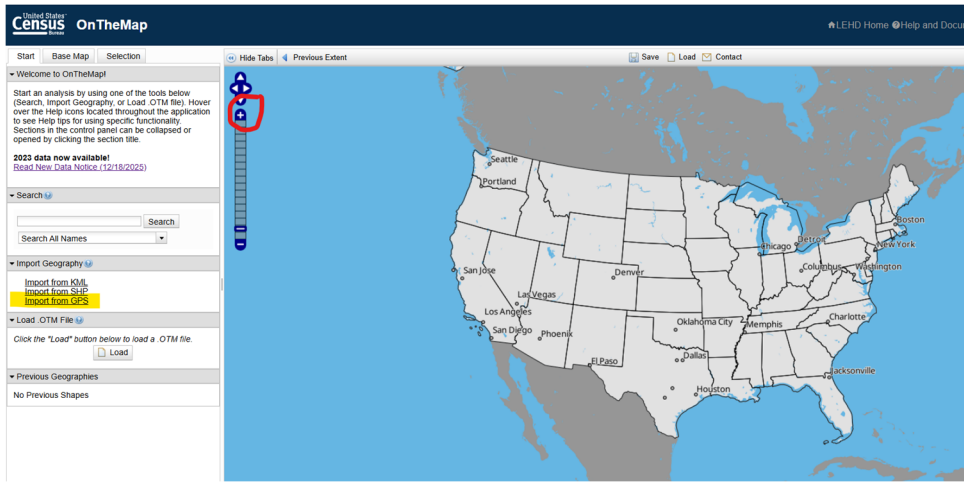 United States®
Census
Bureau
OnTheMap
LEHD Home Help and Docu
Start Base Map Selection
Hide Tabs Previous Extent
Save Load Contact
Welcome to OnTheMap!
Start an analysis by using one of the tools below
(Search, Import Geography, or Load .OTM file). Hover
over the Help icons located throughout the application
to see Help tips for using specific functionality.
Sections in the control panel can be collapsed or
opened by clicking the section title.
2023 data now available!
Read New Data Notice (12/18/2025)
Search
Search
Search All Names
Import Geography
Import from KML
Import from SHP
Import from GPS
Load .OTM File
Click the "Load" button below to load a .OTM file.
Load
Previous Geographies
No Previous Shapes
Seattle
Portland
Boston
Detroit
New York
Chicago
Columbus
Washington
San Jose
Denver
Las Vegas
Los Angeles
Charlotte
Oklahoma City
Memphis
San Diego
Phoenix
El Paso
Dallas
Jacksonville
Houston